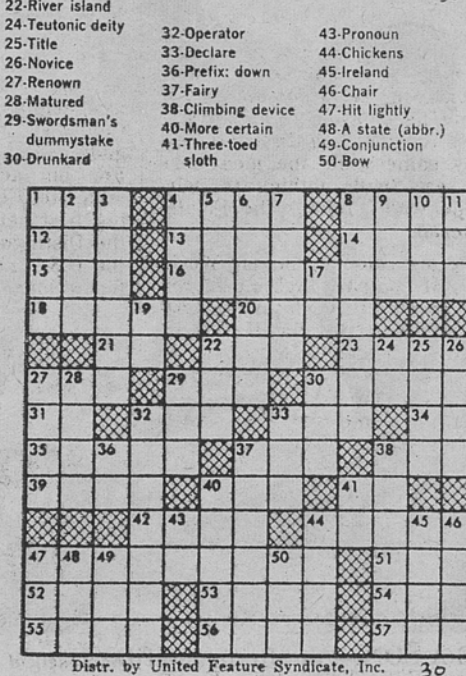 22-River island
24-Teutonic deity
25-Title
26-Novice
27-Renown
28-Matured
29-Swordsman's
dummystake
30-Drunkard
32-Operator
33-Declare
36-Prefix: down
37-Fairy
38-Climbing device
40-More certain
41-Three-toed
sloth
43-Pronoun
44-Chickens
45-Ireland
46-Chair
47-Hit lightly
48-A state (abbr.)
49-Conjunction
50-Bow
1 2 3 4 5 6 7 8 9 10 11
12 13 14
15 16 17
18 19 20
21 22 23 24 25 26
27 28 29 30
31 32 33 34
35 36 37 38
39 40 41
42 43 44 45 46
47 48 49 50 51
52 53 54
55 56 57
Distr. by United Feature Syndicate, Inc. 30